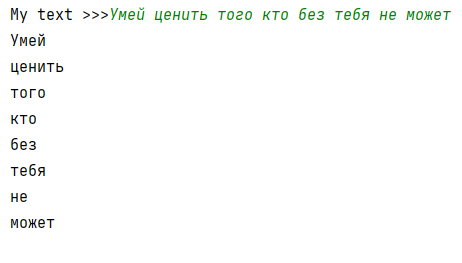 My text >>>Умей ценить того кто без тебя не может
Умей
ценить
того
кто
без
тебя
не
может